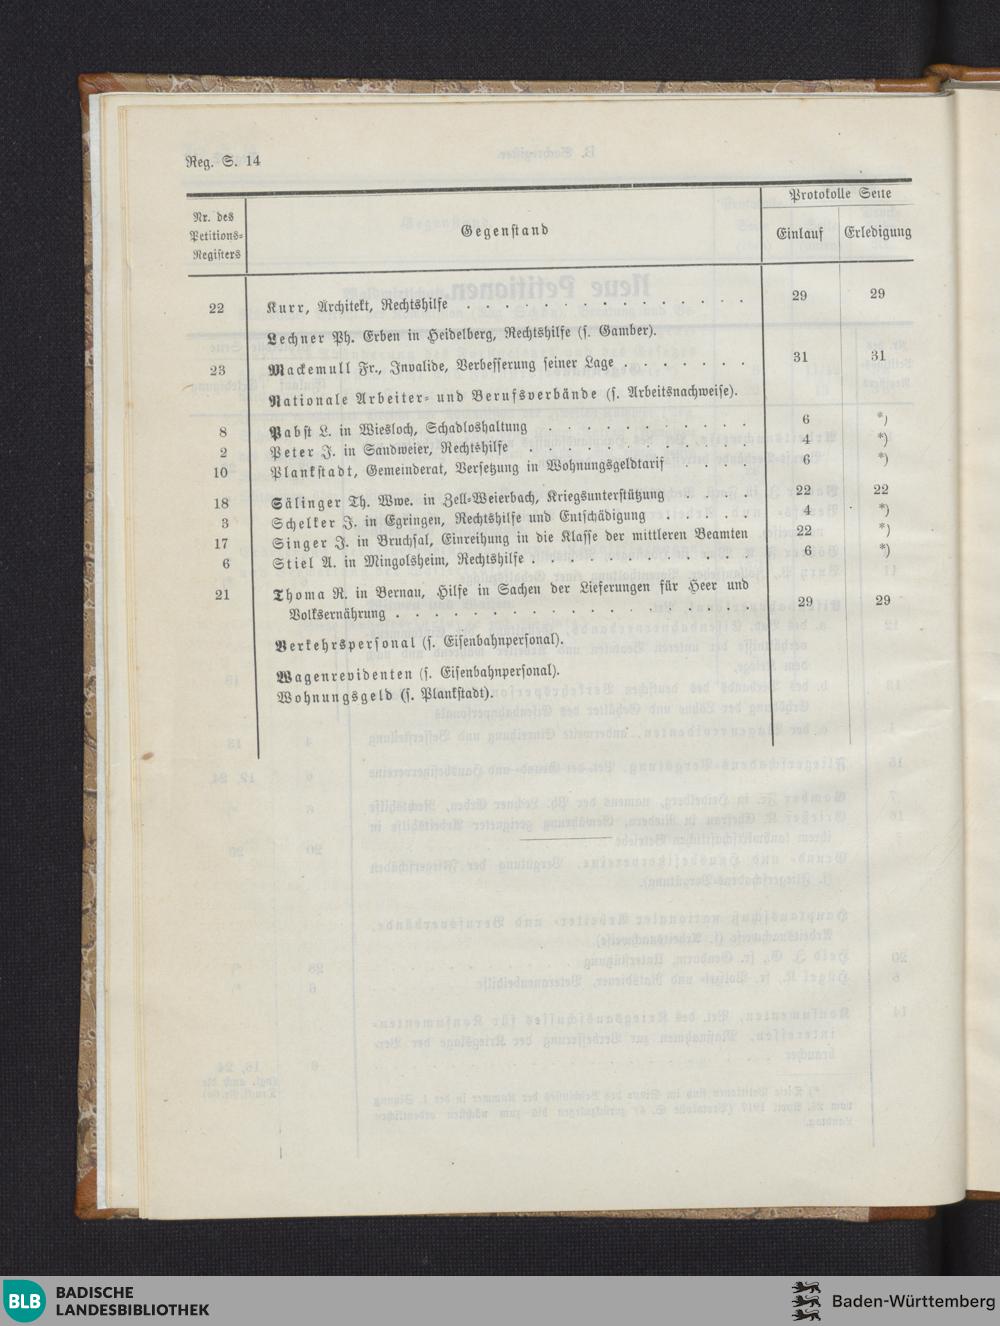 Reg. S. 14
Nr. des Petitions-Registers
Gegenstand
Protokolle Seite
Einlauf Erledigung
22 Kurr, Architekt, Rechtshilfe . . . . . . . . . . . . . . . 29 29
Lechner Ph. Erben in Heidelberg, Rechtshilfe (s. Gamber).
23 Mackemull Fr., Invalide, Verbesserung seiner Lage . . . . . . . 31 31
Nationale Arbeiter- und Berufsverbände (s. Arbeitsnachweise).
8 Pabst L. in Wiesloch, Schadloshaltung . . . . . . . . . . . 6 *)
2 Peter J. in Sandweier, Rechtshilfe . . . . . . . . . . . . 4 *)
10 Plankstadt, Gemeinderat, Versetzung in Wohnungsgeldtarif . . . . 6 *)
18 Sälinger Th. Wwe. in Zell-Weierbach, Kriegsunterstützung . . . . 22 22
3 Schelker J. in Egringen, Rechtshilfe und Entschädigung . . . . . 4 *)
17 Singer J. in Bruchsal, Einreihung in die Klasse der mittleren Beamten 22 *)
6 Stiel A. in Mingolsheim, Rechtshilfe . . . . . . . . . . . . 6 *)
21 Thoma R. in Bernau, Hilfe in Sachen der Lieferungen für Heer und
Volksernährung . . . . . . . . . . . . . . . . . . 29 29
Verkehrspersonal (s. Eisenbahnpersonal).
Wagenrevidenten (s. Eisenbahnpersonal).
Wohnungsgeld (s. Plankstadt).
BLB BADISCHE
LANDESBIBLIOTHEK
Baden-Württemberg